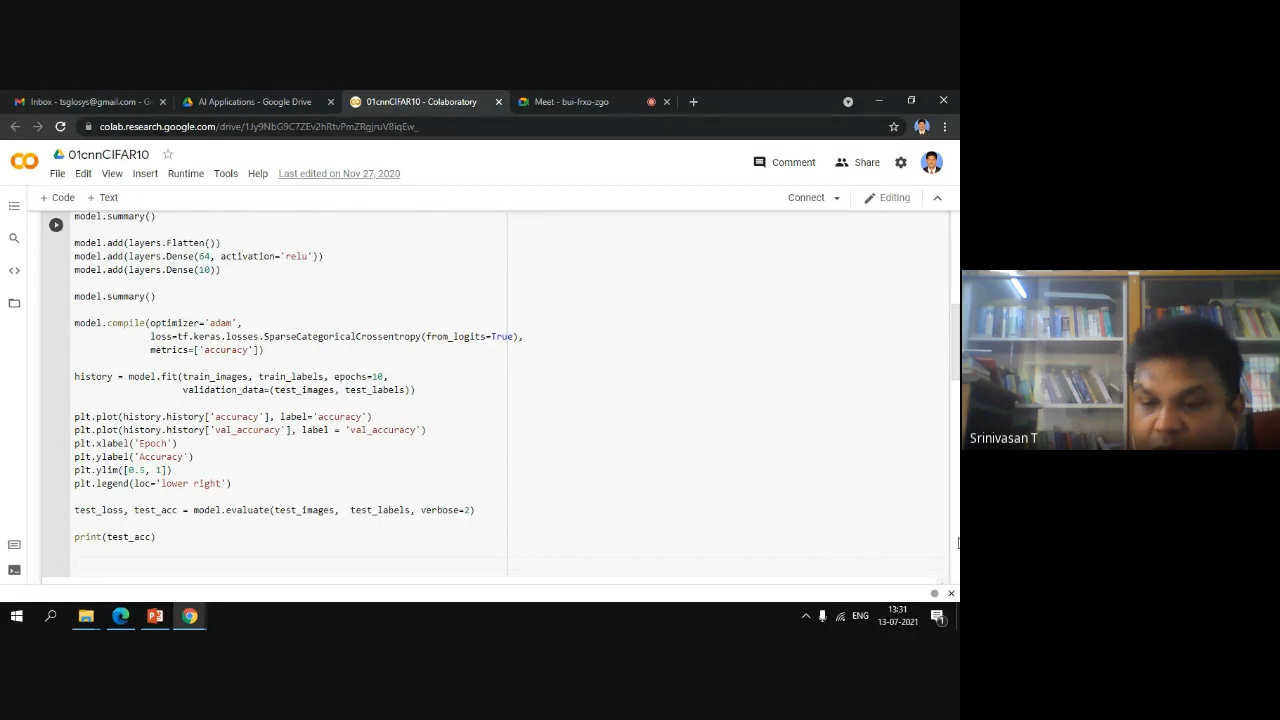 Inbox - tsglosys@gmail.com - G
AI Applications - Google Drive
01cnnCIFAR10 - Colaboratory
Meet - bui-frxo-zgo
colab.research.google.com/drive/1Jy9NbG9C7ZEv2hRtvPmZRgjruV8iqEw_
01cnnCIFAR10
Comment
Share
File Edit View Insert Runtime Tools Help Last edited on Nov 27, 2020
+ Code + Text
Connect
Editing
model.summary()
model.add(layers.Flatten())
model.add(layers.Dense(64, activation='relu'))
model.add(layers.Dense(10))
model.summary()
model.compile(optimizer='adam',
loss=tf.keras.losses.SparseCategoricalCrossentropy(from_logits=True),
metrics=['accuracy'])
history = model.fit(train_images, train_labels, epochs=10,
validation_data=(test_images, test_labels))
plt.plot(history.history['accuracy'], label='accuracy')
plt.plot(history.history['val_accuracy'], label = 'val_accuracy')
plt.xlabel('Epoch')
plt.ylabel('Accuracy')
plt.ylim([0.5, 1])
plt.legend(loc='lower right')
test_loss, test_acc = model.evaluate(test_images,  test_labels, verbose=2)
print(test_acc)
Srinivasan T
ENG
13:31
13-07-2021
1